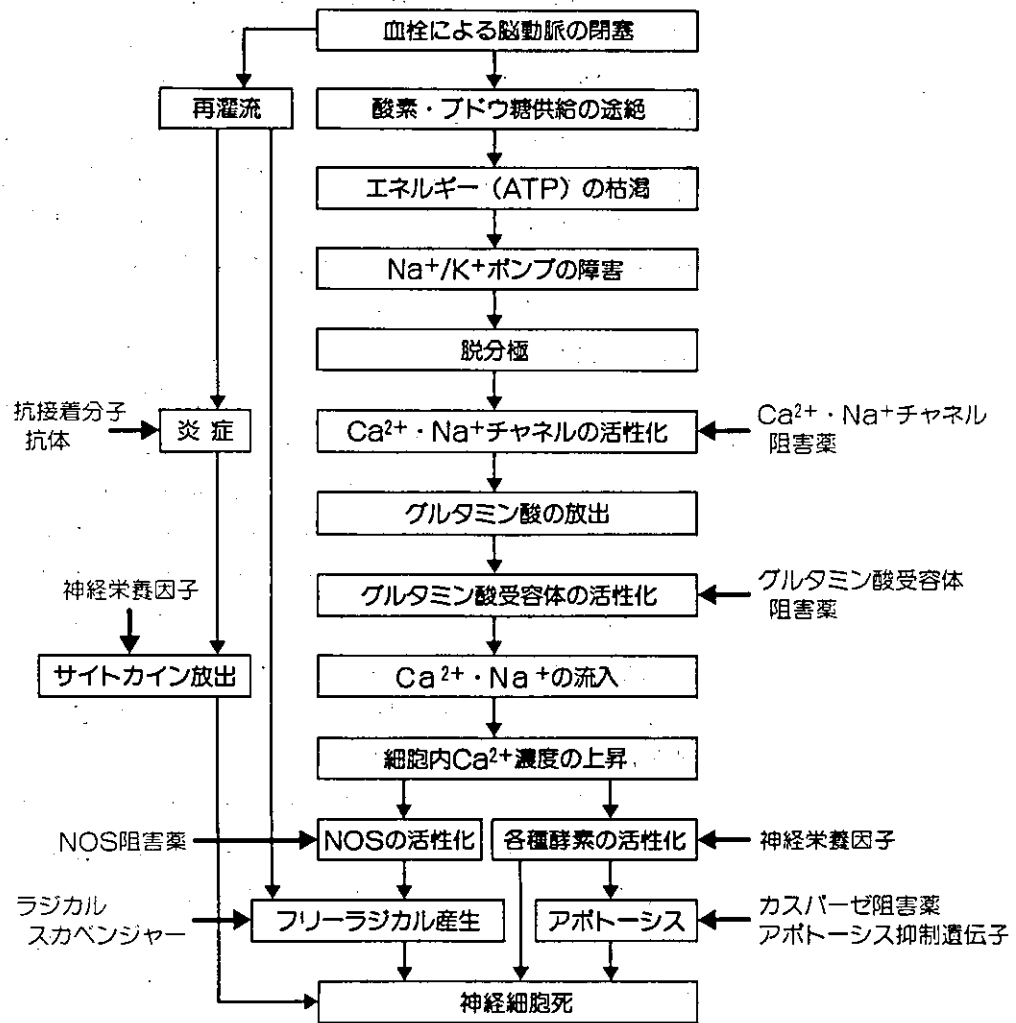 血栓による脳動脈の閉塞
再灌流
酸素・ブドウ糖供給の途絶
エネルギー（ATP）の枯渇
Na⁺/K⁺ポンプの障害
脱分極
抗接着分子
抗体
炎症
Ca²⁺・Na⁺チャネルの活性化
Ca²⁺・Na⁺チャネル
阻害薬
グルタミン酸の放出
神経栄養因子
グルタミン酸受容体の活性化
グルタミン酸受容体
阻害薬
サイトカイン放出
Ca²⁺・Na⁺の流入
細胞内Ca²⁺濃度の上昇
NOS阻害薬
NOSの活性化
各種酵素の活性化
神経栄養因子
ラジカル
スカベンジャー
フリーラジカル産生
アポトーシス
カスパーゼ阻害薬
アポトーシス抑制遺伝子
神経細胞死